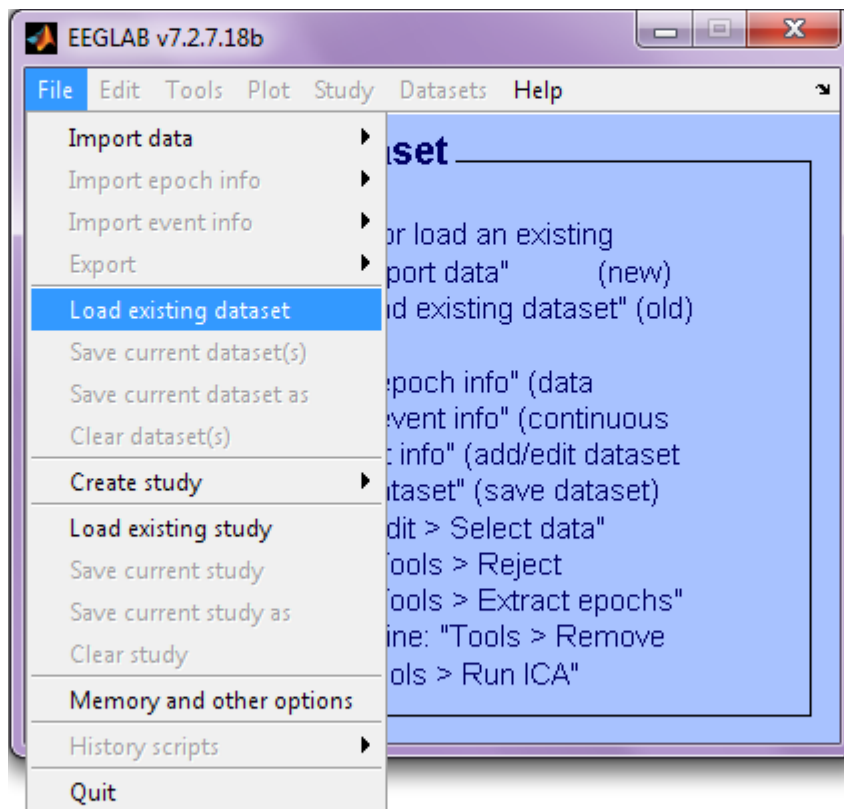 EEGLAB v7.2.7.18b
File Edit Tools Plot Study Datasets Help
Import data
Import epoch info
Import event info
Export
Load existing dataset
Save current dataset(s)
Save current dataset as
Clear dataset(s)
Create study
Load existing study
Save current study
Save current study as
Clear study
Memory and other options
History scripts
Quit
set
or load an existing
port data" (new)
d existing dataset" (old)
epoch info" (data
event info" (continuous
info" (add/edit dataset
taset" (save dataset)
dit > Select data"
ools > Reject
ools > Extract epochs"
ine: "Tools > Remove
ols > Run ICA"